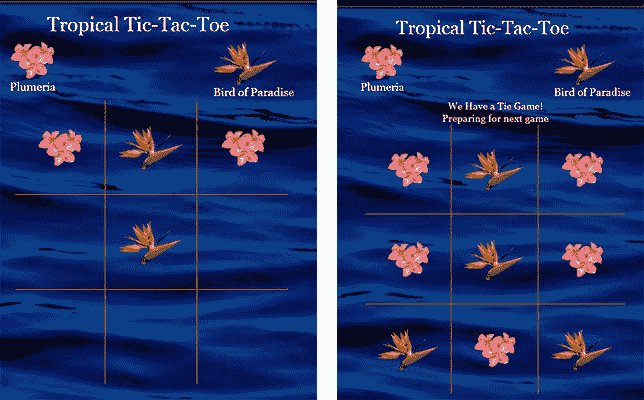 Tropical Tic-Tac-Toe
Plumeria
Bird of Paradise
Tropical Tic-Tac-Toe
Plumeria
Bird of Paradise
We Have a Tie Game!
Preparing for next game